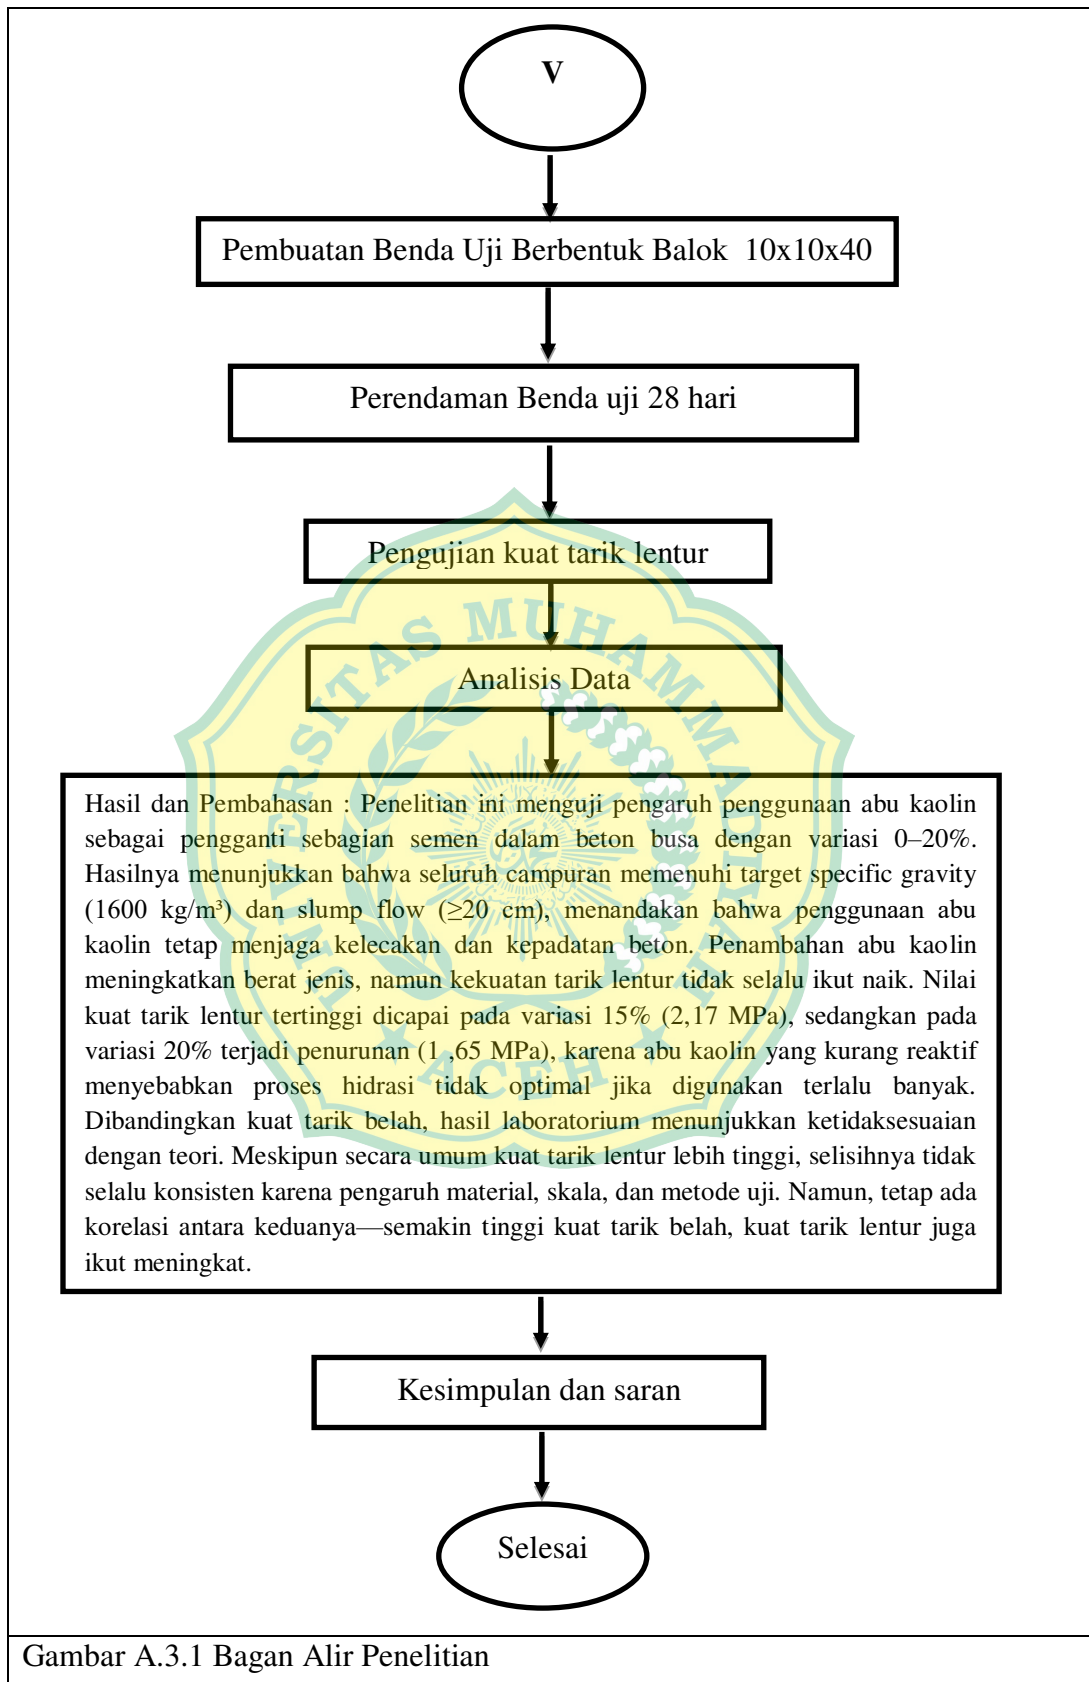 V
Pembuatan Benda Uji Berbentuk Balok 10x10x40
Perendaman Benda uji 28 hari
Pengujian kuat tarik lentur
Analisis Data
UNIVERSITAS MUHAMMADIYAH
ACEH
Hasil dan Pembahasan : Penelitian ini menguji pengaruh penggunaan abu kaolin
sebagai pengganti sebagian semen dalam beton busa dengan variasi 0–20%.
Hasilnya menunjukkan bahwa seluruh campuran memenuhi target specific gravity
(1600 kg/m³) dan slump flow (≥20 cm), menandakan bahwa penggunaan abu
kaolin tetap menjaga kelecakan dan kepadatan beton. Penambahan abu kaolin
meningkatkan berat jenis, namun kekuatan tarik lentur tidak selalu ikut naik. Nilai
kuat tarik lentur tertinggi dicapai pada variasi 15% (2,17 MPa), sedangkan pada
variasi 20% terjadi penurunan (1 ,65 MPa), karena abu kaolin yang kurang reaktif
menyebabkan proses hidrasi tidak optimal jika digunakan terlalu banyak.
Dibandingkan kuat tarik belah, hasil laboratorium menunjukkan ketidaksesuaian
dengan teori. Meskipun secara umum kuat tarik lentur lebih tinggi, selisihnya tidak
selalu konsisten karena pengaruh material, skala, dan metode uji. Namun, tetap ada
korelasi antara keduanya—semakin tinggi kuat tarik belah, kuat tarik lentur juga
ikut meningkat.
Kesimpulan dan saran
Selesai
Gambar A.3.1 Bagan Alir Penelitian